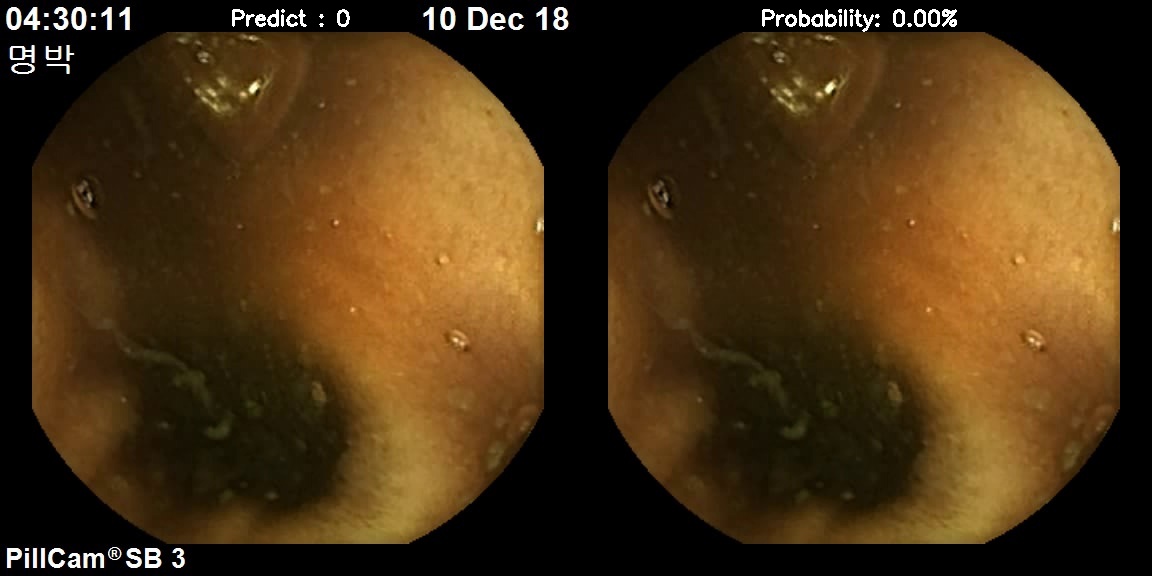 04:30:11 Predict : 0 10 Dec 18 Probability: 0.00%
명박
PillCam® SB 3